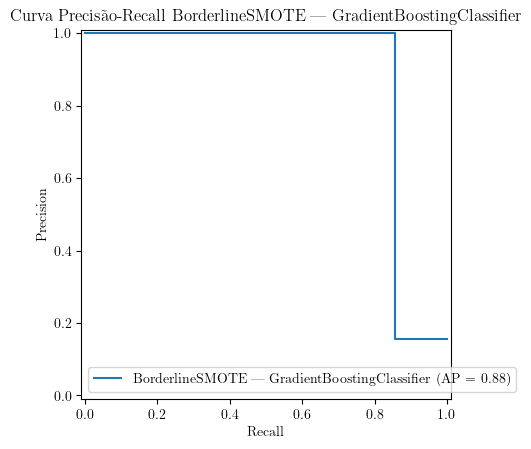 Curva Precisão-Recall BorderlineSMOTE — GradientBoostingClassifier
1.0
0.8
0.6
0.4
0.2
0.0
Precision
BorderlineSMOTE — GradientBoostingClassifier (AP = 0.88)
0.0 0.2 0.4 0.6 0.8 1.0
Recall